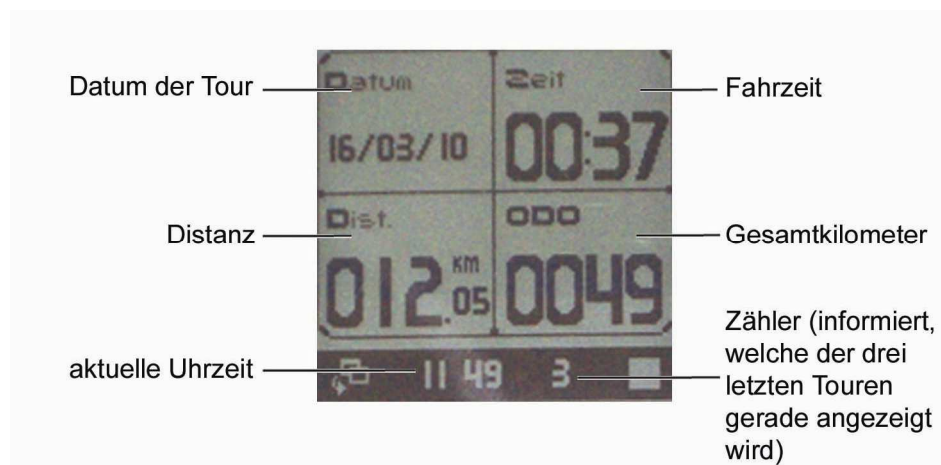 Datum der Tour
Datum
16/03/10
Zeit
00:37
Fahrzeit
Distanz
Dist.
012.05 KM
ODO
0049
Gesamtkilometer
aktuelle Uhrzeit
11 49 3
Zähler (informiert,
welche der drei
letzten Touren
gerade angezeigt
wird)